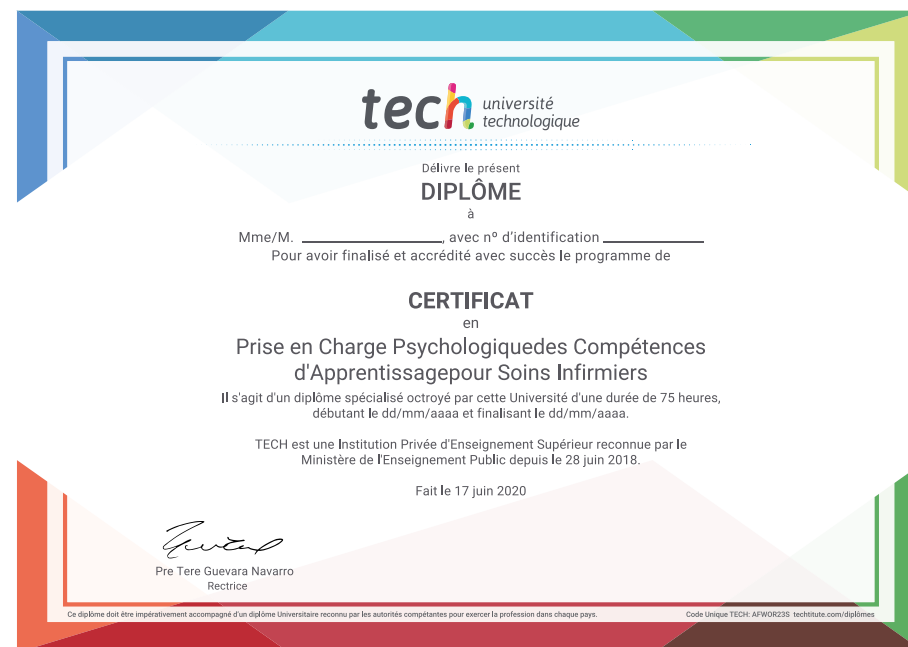 tech université
technologique
Délivre le présent
DIPLÔME
à
Mme/M. ____________________, avec nº d'identification ______________
Pour avoir finalisé et accrédité avec succès le programme de
CERTIFICAT
en
Prise en Charge Psychologiquedes Compétences
d'Apprentissagepour Soins Infirmiers
Il s'agit d'un diplôme spécialisé octroyé par cette Université d'une durée de 75 heures,
débutant le dd/mm/aaaa et finalisant le dd/mm/aaaa.
TECH est une Institution Privée d'Enseignement Supérieur reconnue par le
Ministère de l'Enseignement Public depuis le 28 juin 2018.
Fait le 17 juin 2020
Pre Tere Guevara Navarro
Rectrice
Ce diplôme doit être impérativement accompagné d'un diplôme Universitaire reconnu par les autorités compétentes pour exercer la profession dans chaque pays.
Code Unique TECH: AFWOR23S techtitute.com/diplômes